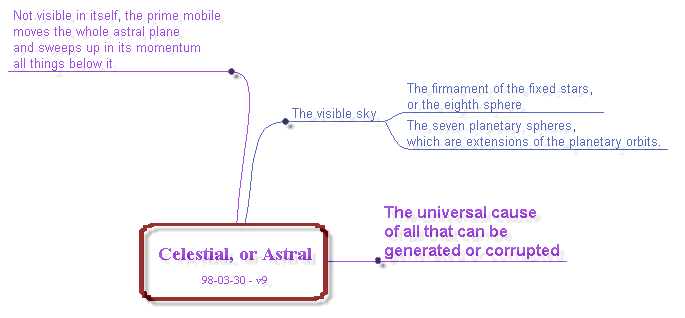 Not visible in itself, the prime mobile
moves the whole astral plane
and sweeps up in its momentum
all things below it.
The visible sky
The firmament of the fixed stars,
or the eighth sphere
The seven planetary spheres,
which are extensions of the planetary orbits.
The universal cause
of all that can be
generated or corrupted
Celestial, or Astral
98-03-30 - v9